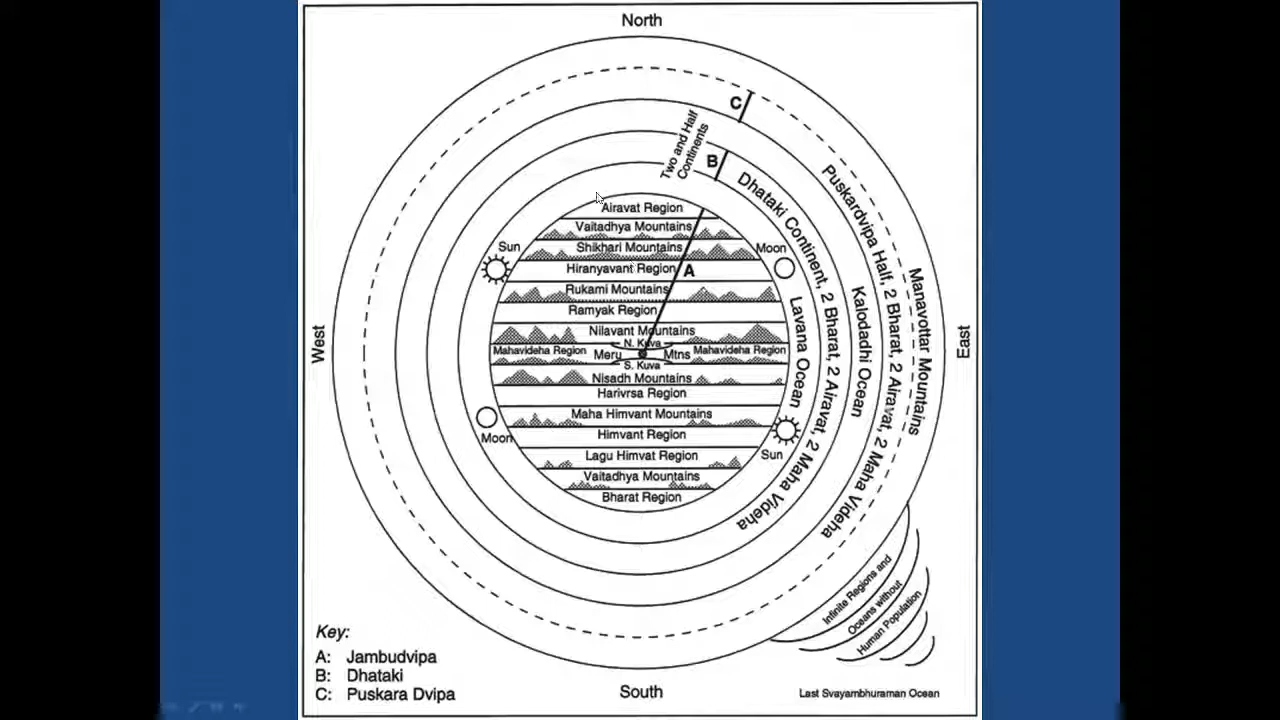 North
C
Two and Half
Continents
B
Dhataki Continent, 2 Bharat, 2 Airavat, 2 Maha Videha
Puskardvipa Half, 2 Bharat, 2 Airavat, 2 Maha Videha
Airavat Region
Vaitadhya Mountains
Sun
Shikhari Mountains
Moon
Hiranyavant Region
A
Rukami Mountains
Ramyak Region
Nilavant Mountains
N. Kuva
West
Mahavideha Region
Meru
Mtns
Mahavideha Region
Lavana Ocean
Kalodadhi Ocean
Manavottar Mountains
East
S. Kuva
Nisadh Mountains
Harivrsa Region
Maha Himvant Mountains
Himvant Region
Moon
Lagu Himvat Region
Sun
Vaitadhya Mountains
Bharat Region
Infinite Regions and
Oceans without
Human Population
Key:
A: Jambudvipa
B: Dhataki
C: Puskara Dvipa
South
Last Svayambhuraman Ocean